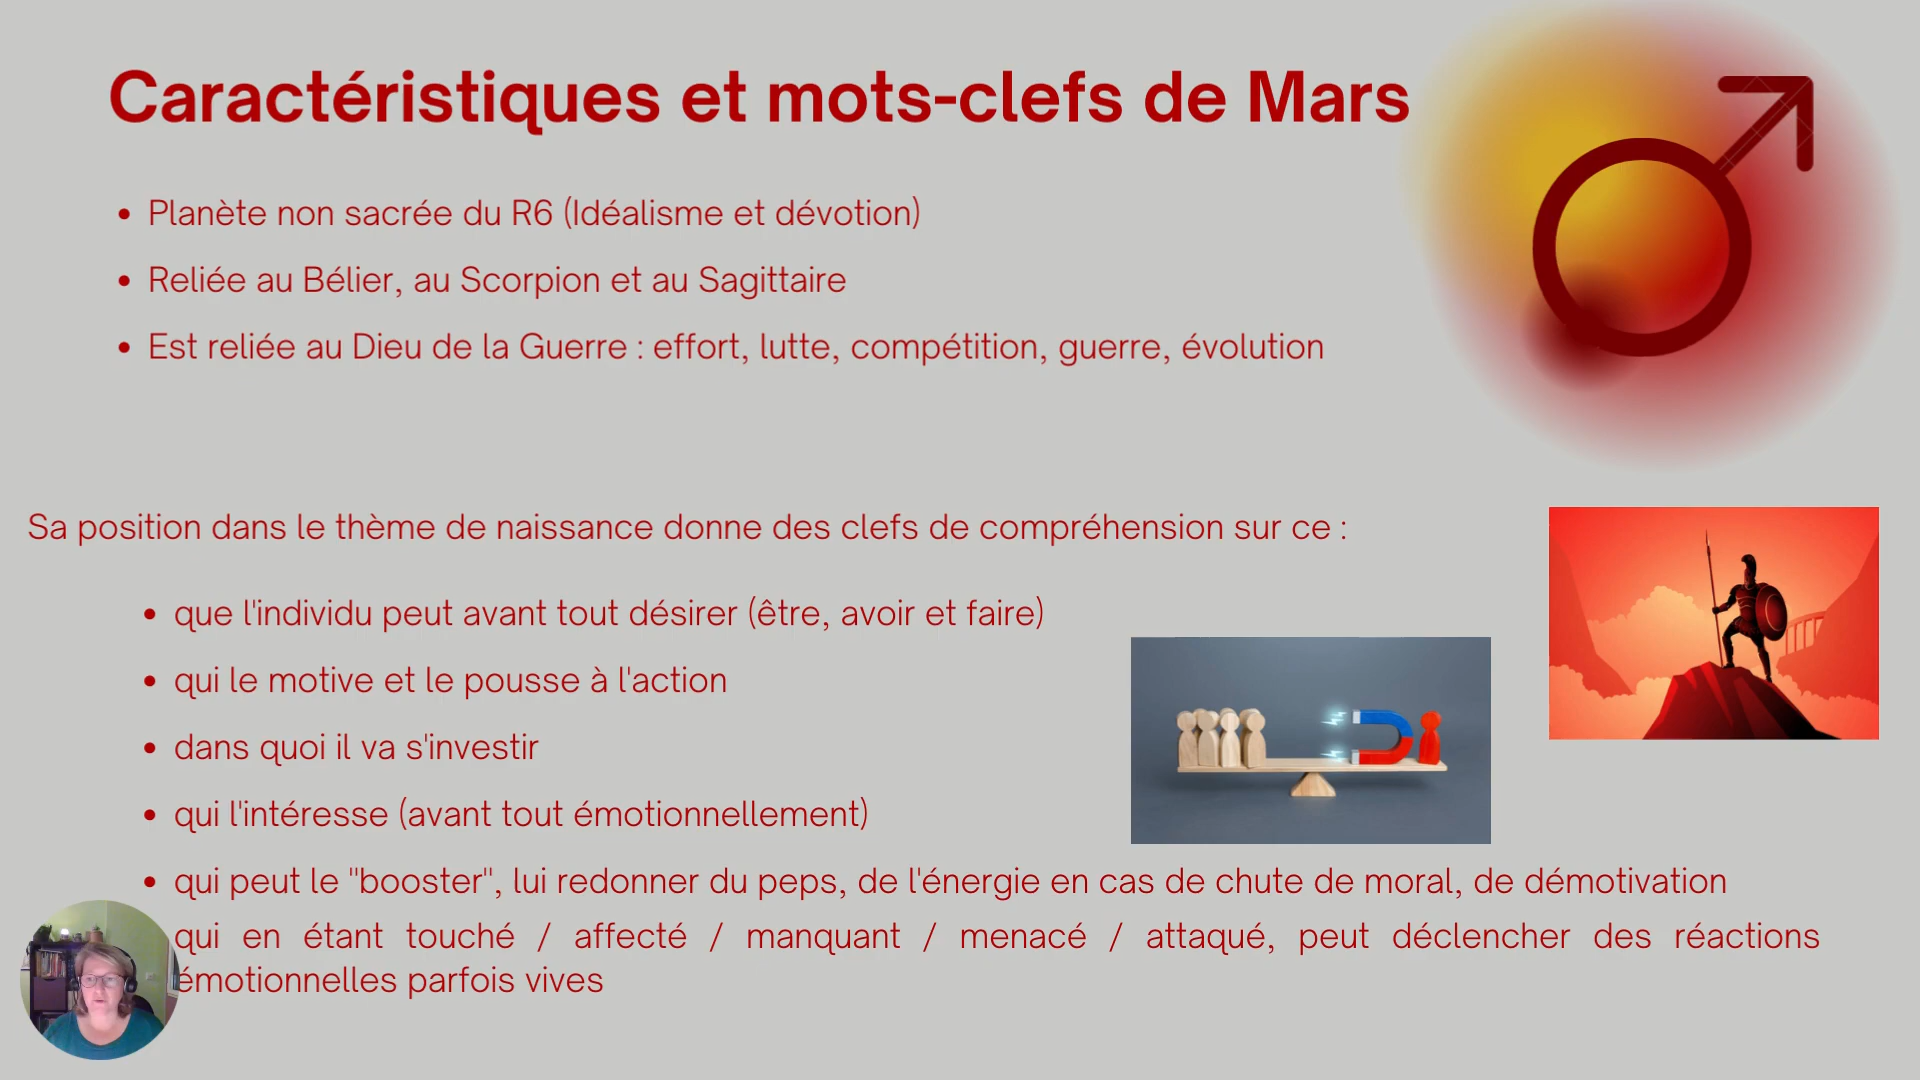 Caractéristiques et mots-clefs de Mars
• Planète non sacrée du R6 (Idéalisme et dévotion)
• Reliée au Bélier, au Scorpion et au Sagittaire
• Est reliée au Dieu de la Guerre : effort, lutte, compétition, guerre, évolution
Sa position dans le thème de naissance donne des clefs de compréhension sur ce :
• que l'individu peut avant tout désirer (être, avoir et faire)
• qui le motive et le pousse à l'action
• dans quoi il va s'investir
• qui l'intéresse (avant tout émotionnellement)
• qui peut le "booster", lui redonner du peps, de l'énergie en cas de chute de moral, de démotivation
qui en étant touché / affecté / manquant / menacé / attaqué, peut déclencher des réactions
émotionnelles parfois vives